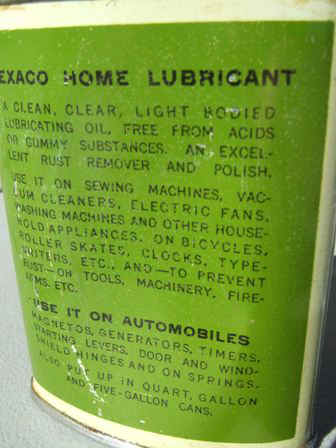 EXACO HOME LUBRICANT
A CLEAN, CLEAR, LIGHT BODIED
LUBRICATING OIL, FREE FROM ACIDS
OR GUMMY SUBSTANCES. AN EXCEL-
LENT RUST REMOVER AND POLISH.
USE IT ON SEWING MACHINES, VAC-
UUM CLEANERS, ELECTRIC FANS,
WASHING MACHINES AND OTHER HOUSE-
HOLD APPLIANCES. ON BICYCLES,
ROLLER SKATES, CLOCKS, TYPE-
WRITERS, ETC., AND—TO PREVENT
RUST—ON TOOLS, MACHINERY, FIRE-
ARMS, ETC.
USE IT ON AUTOMOBILES
MAGNETOS, GENERATORS, TIMERS,
STARTING LEVERS, DOOR AND WIND-
SHIELD HINGES AND ON SPRINGS.
ALSO PUT UP IN QUART, GALLON
AND FIVE-GALLON CANS.